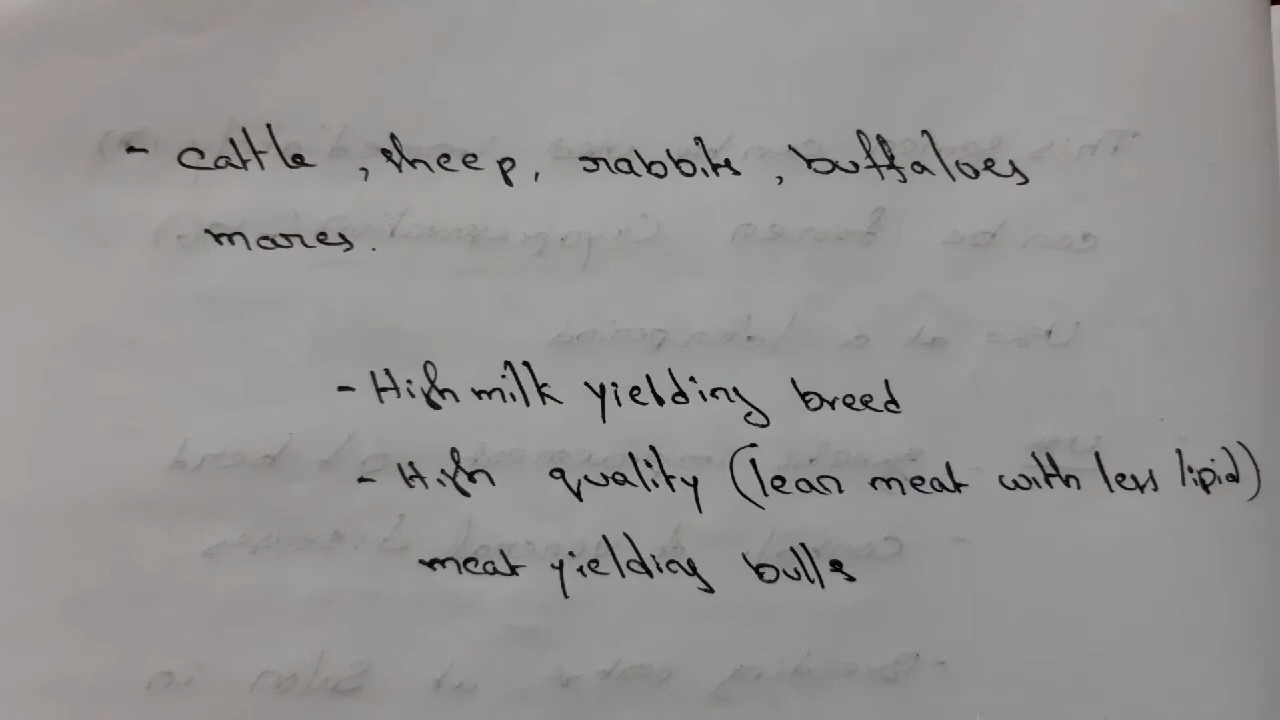 - cattle , sheep, rabbits, buffaloes
mares.
- High milk yielding breed
- High quality (lean meat with less lipid)
meat yielding bulls